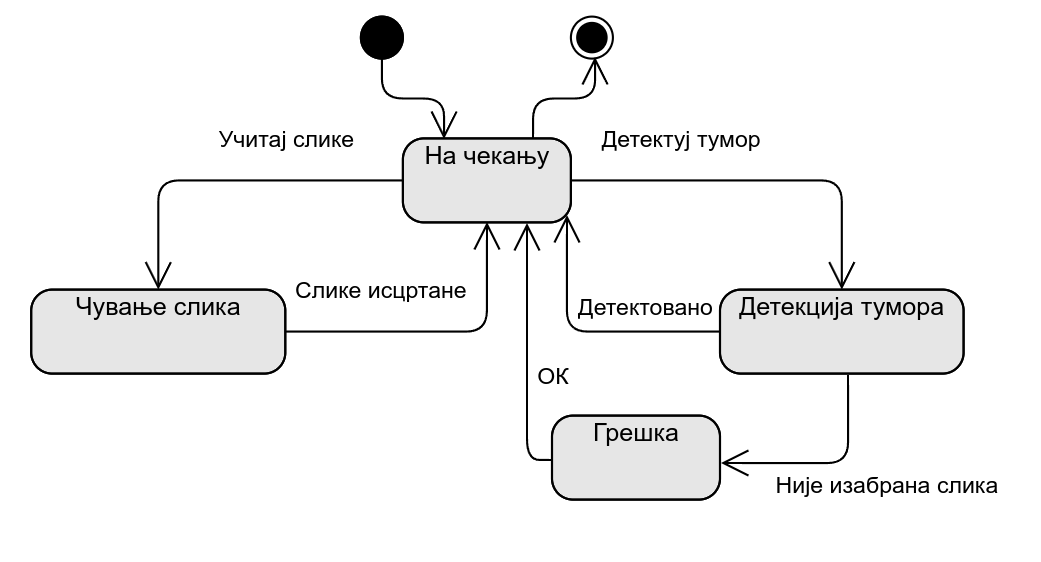 Учитај слике
На чекању
Детектуј тумор
Чување слика
Слике исцртане
Детектовано
Детекција тумора
ОК
Грешка
Није изабрана слика